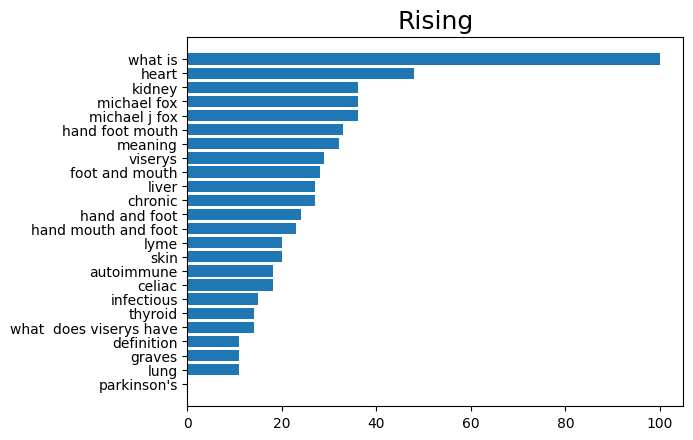 Rising
what is
heart
kidney
michael fox
michael j fox
hand foot mouth
meaning
viserys
foot and mouth
liver
chronic
hand and foot
hand mouth and foot
lyme
skin
autoimmune
celiac
infectious
thyroid
what  does viserys have
definition
graves
lung
parkinson's
0 20 40 60 80 100